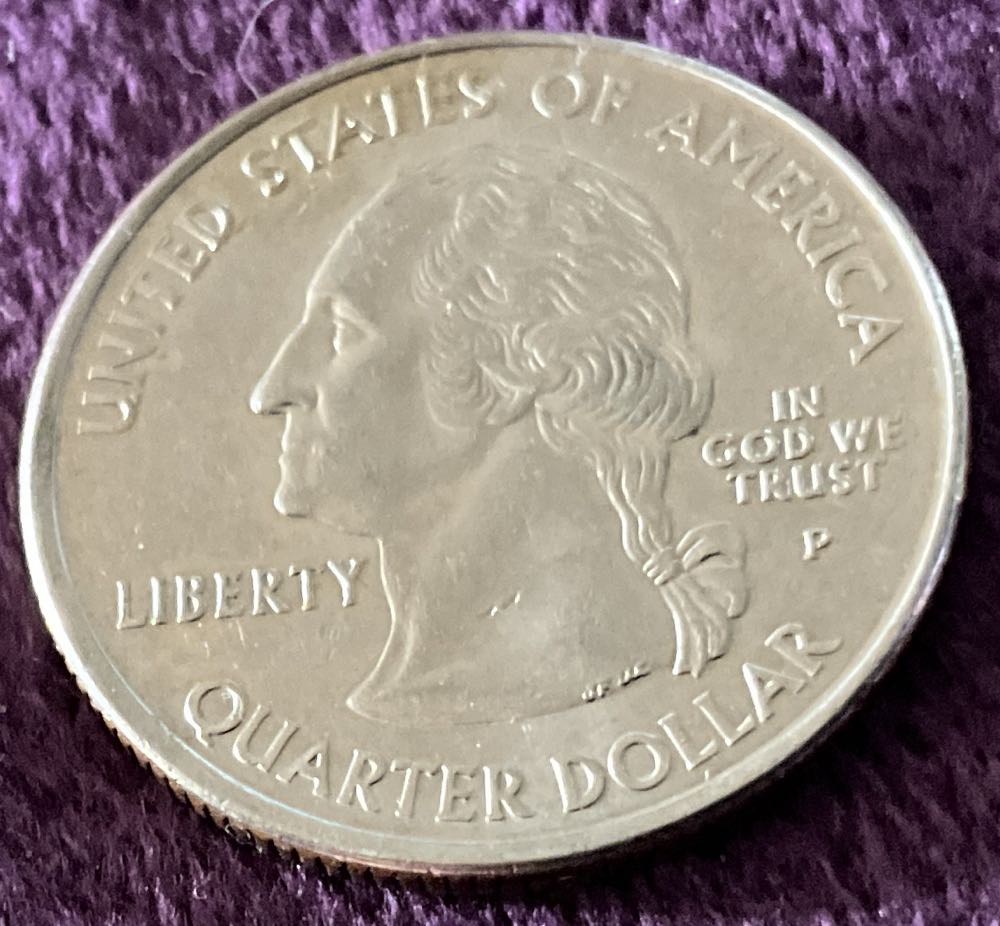 UNITED STATES OF AMERICA
LIBERTY
IN
GOD WE
TRUST
P
QUARTER DOLLAR